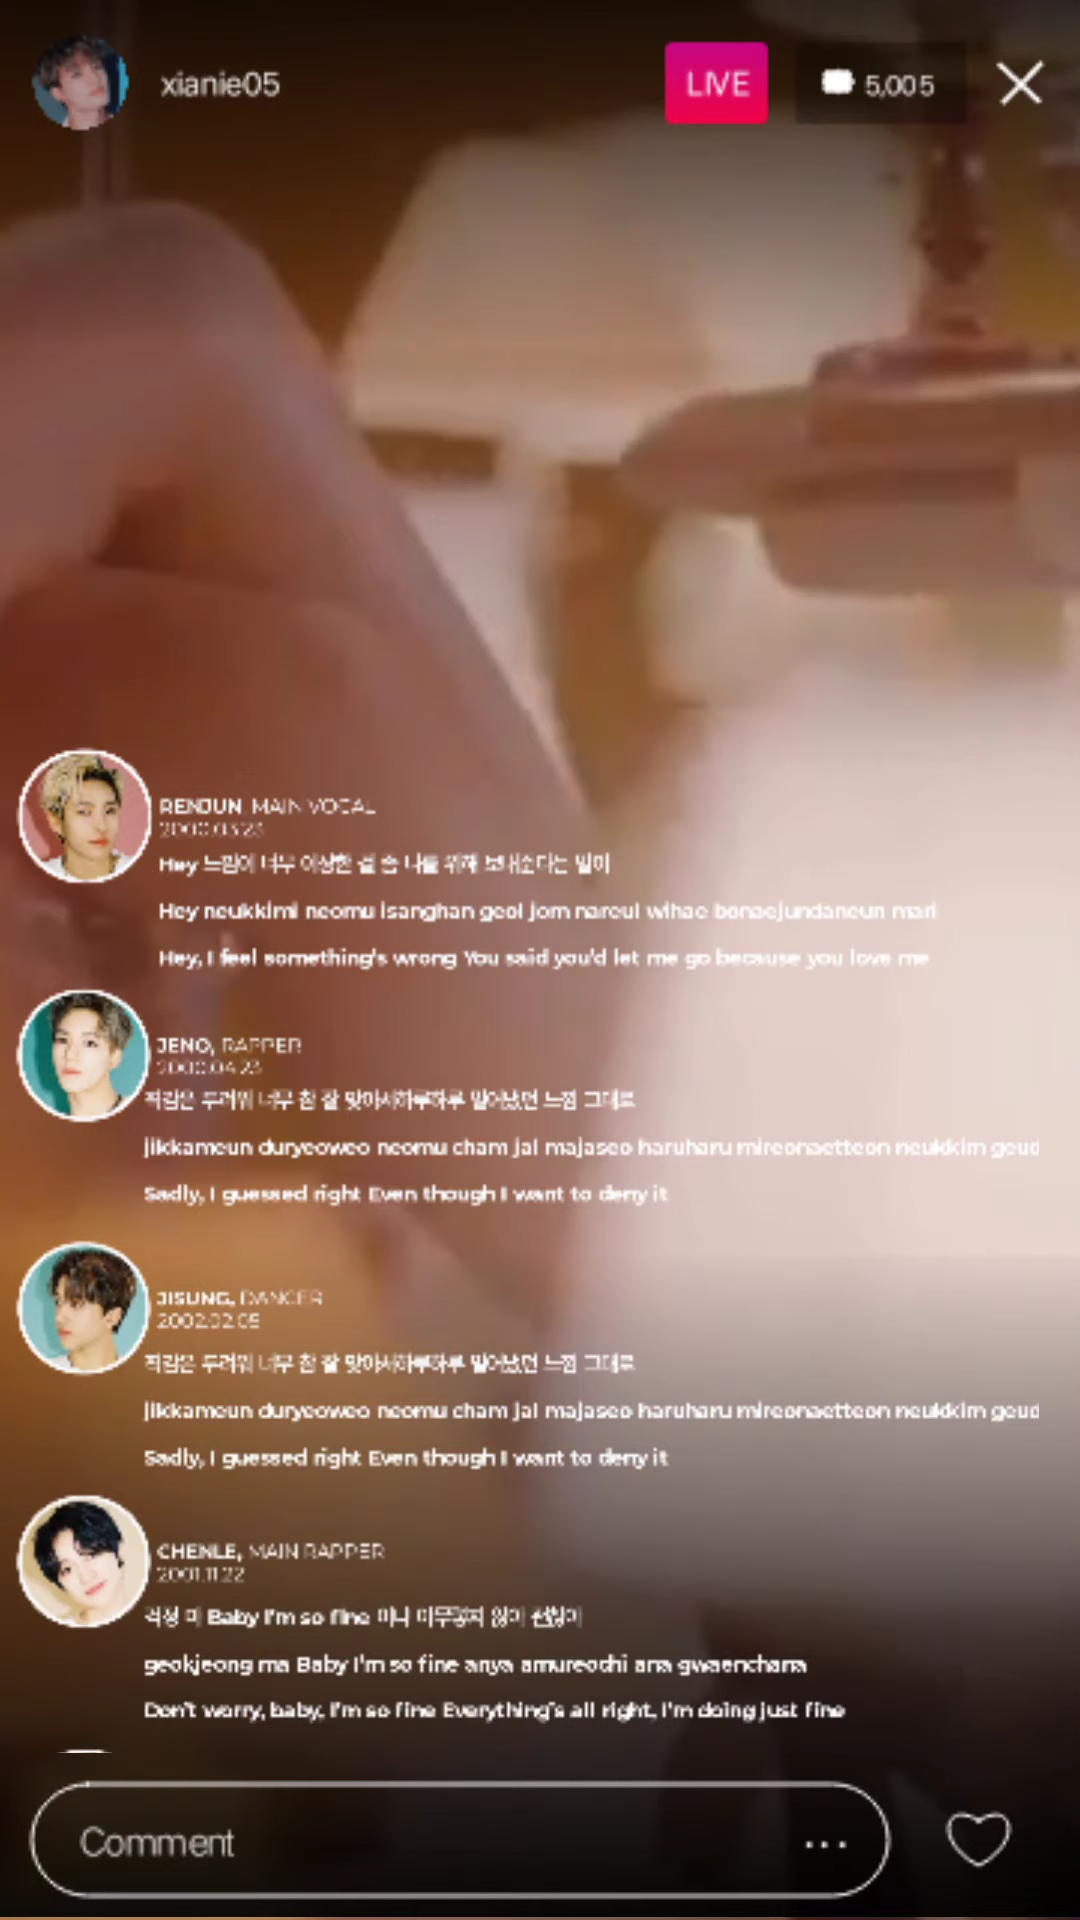 xianie05
LIVE
5,005
RENJUN, MAIN VOCAL
2000.03.23
Hey 느낌이 너무 이상한 걸 좀 나를 위해 보내준다는 말이
Hey neukkimi neomu isanghan geol jom nareul wihae bonaejundaneun mari
Hey, I feel something's wrong You said you'd let me go because you love me
JENO, RAPPER
2000.04.23
직감은 두려워 너무 참 잘 맞아서하루하루 밀어냈던 느낌 그대로
jikkameun duryeoweo neomu cham jal majaseo haruharu mireonaetteon neukkim geud
Sadly, I guessed right Even though I want to deny it
JISUNG, DANCER
2002.02.05
직감은 두려워 너무 참 잘 맞아서하루하루 밀어냈던 느낌 그대로
jikkameun duryeoweo neomu cham jal majaseo haruharu mireonaetteon neukkim geud
Sadly, I guessed right Even though I want to deny it
CHENLE, MAIN RAPPER
2001.11.22
걱정 마 Baby I'm so fine 아냐 아무렇지 않아 괜찮아
geokjeong ma Baby I'm so fine anya amureochi ana gwaenchana
Don't worry, baby, I'm so fine Everything's all right, I'm doing just fine
Comment